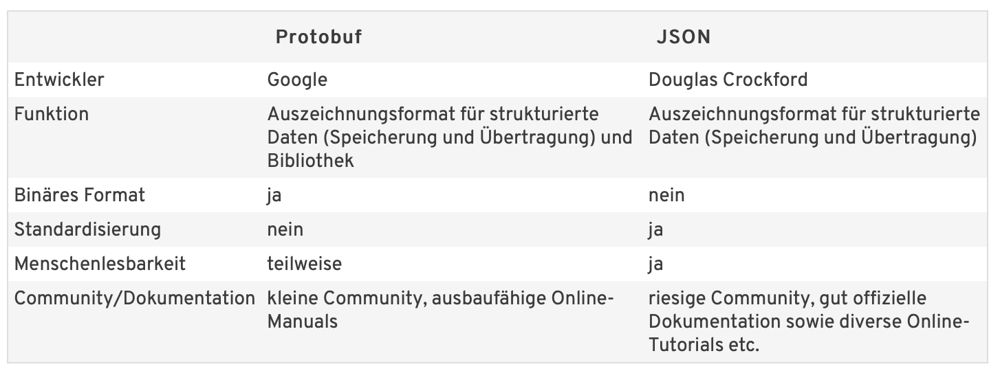 Protobuf JSON
Entwickler Google Douglas Crockford
Funktion Auszeichnungsformat für strukturierte Auszeichnungsformat für strukturierte
Daten (Speicherung und Übertragung) und Daten (Speicherung und Übertragung)
Bibliothek
Binäres Format ja nein
Standardisierung nein ja
Menschenlesbarkeit teilweise ja
Community/Dokumentation kleine Community, ausbaufähige Online- riesige Community, gut offizielle
Manuals Dokumentation sowie diverse Online-
Tutorials etc.